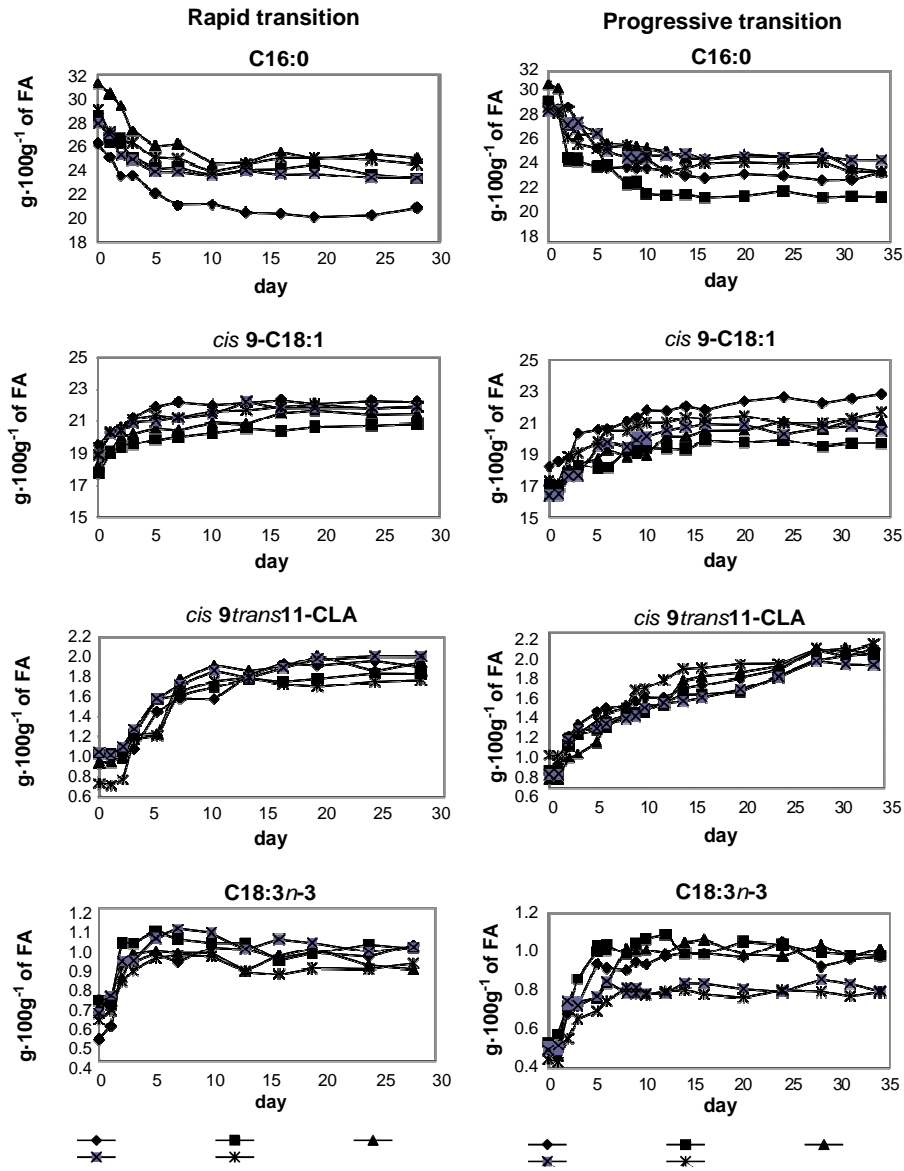 Rapid transition
Progressive transition
C16:0
g·100g⁻¹ of FA
32
30
28
26
24
22
20
18
0 5 10 15 20 25 30
day
C16:0
g·100g⁻¹ of FA
32
30
28
26
24
22
20
18
0 5 10 15 20 25 30 35
day
cis 9-C18:1
g·100g⁻¹ of FA
25
23
21
19
17
15
0 5 10 15 20 25 30
day
cis 9-C18:1
g·100g⁻¹ of FA
25
23
21
19
17
15
0 5 10 15 20 25 30 35
day
cis 9trans11-CLA
g·100g⁻¹ of FA
2.2
2.0
1.8
1.6
1.4
1.2
1.0
0.8
0.6
0 5 10 15 20 25 30
day
cis 9trans11-CLA
g·100g⁻¹ of FA
2.2
2.0
1.8
1.6
1.4
1.2
1.0
0.8
0.6
0 5 10 15 20 25 30 35
day
C18:3n-3
g·100g⁻¹ of FA
1.2
1.1
1.0
0.9
0.8
0.7
0.6
0.5
0.4
0 5 10 15 20 25 30
day
C18:3n-3
g·100g⁻¹ of FA
1.2
1.0
0.8
0.6
0.4
0 5 10 15 20 25 30 35
day